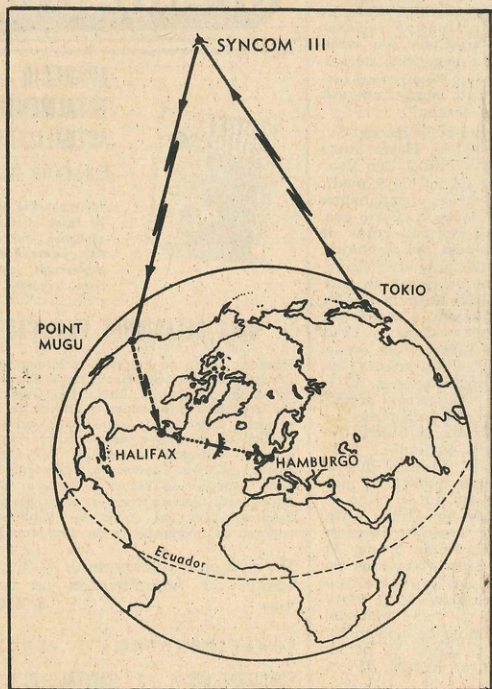 SYNCOM III
TOKIO
POINT
MUGU
HALIFAX
HAMBURGO
Ecuador